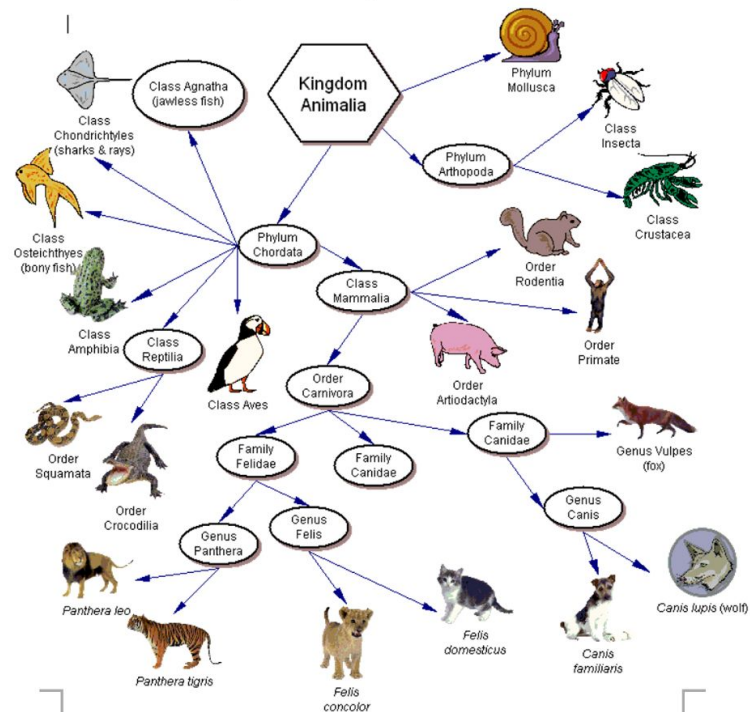 Kingdom
Animalia
Phylum
Mollusca
Class
Insecta
Class Agnatha
(jawless fish)
Class
Chondrichtyles
(sharks & rays)
Phylum
Arthopoda
Class
Crustacea
Class
Osteichthyes
(bony fish)
Phylum
Chordata
Class
Mammalia
Order
Rodentia
Class
Amphibia
Class
Reptilia
Class Aves
Order
Artiodactyla
Order
Primate
Order
Carnivora
Order
Squamata
Order
Crocodilia
Family
Felidae
Family
Canidae
Family
Canidae
Genus Vulpes
(fox)
Genus
Panthera
Genus
Felis
Genus
Canis
Panthera leo
Panthera tigris
Felis
concolor
Felis
domesticus
Canis
familiaris
Canis lupis (wolf)